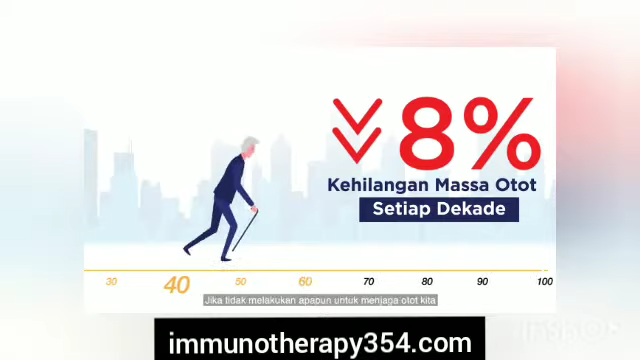 8%
Kehilangan Massa Otot
Setiap Dekade
30 40 50 60 70 80 90 100
Jika tidak melakukan apapun untuk menjaga otot kita
immunotherapy354.com